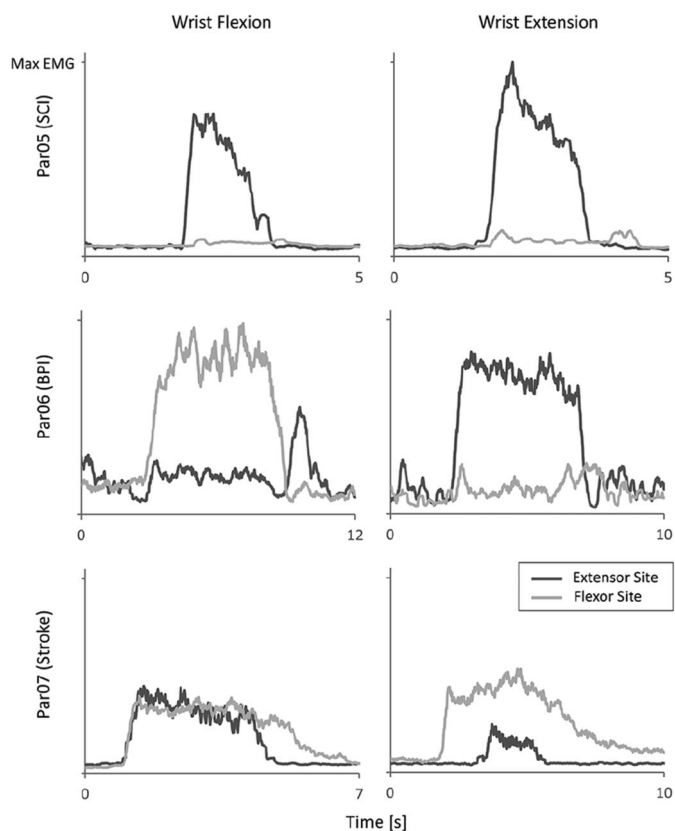 Wrist Flexion
Wrist Extension
Max EMG
Par05 (SCI)
0
5
0
5
Par06 (BPI)
0
12
0
10
Extensor Site
Flexor Site
Par07 (Stroke)
0
7
0
10
Time [s]